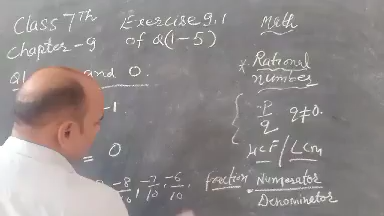 Class 7TH Exercise 9.1 Math
Chapter-9 of Q(1-5)
Q1 and 0.
-1
= 0
-8/10, -7/10, -6/10,
* Rational
number
P/q q≠0.
HCF/LCM
fraction. Numerator
Denominator